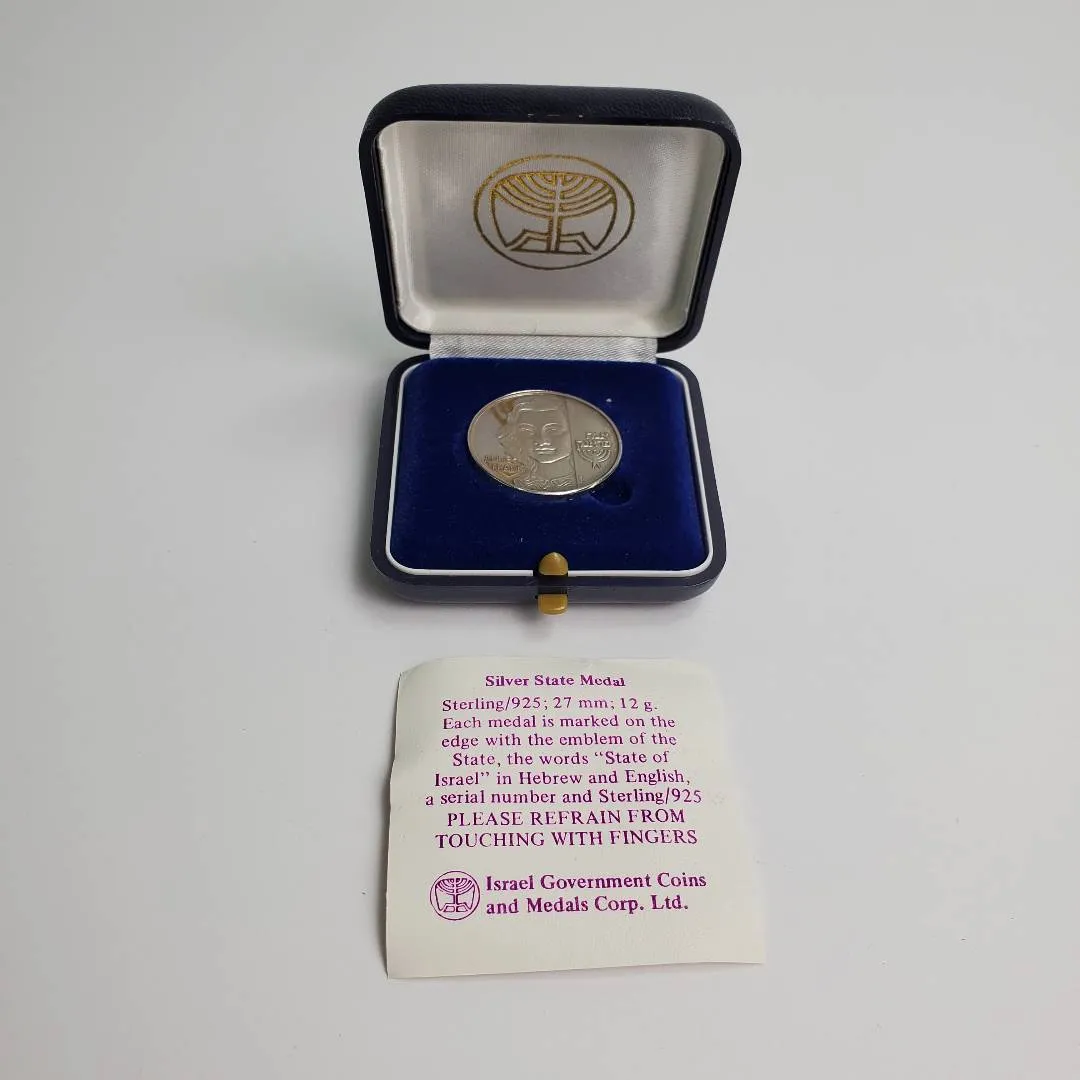 Silver State Medal
Sterling/925; 27 mm; 12 g.
Each medal is marked on the
edge with the emblem of the
State, the words “State of
Israel” in Hebrew and English,
a serial number and Sterling/925
PLEASE REFRAIN FROM
TOUCHING WITH FINGERS
Israel Government Coins
and Medals Corp. Ltd.